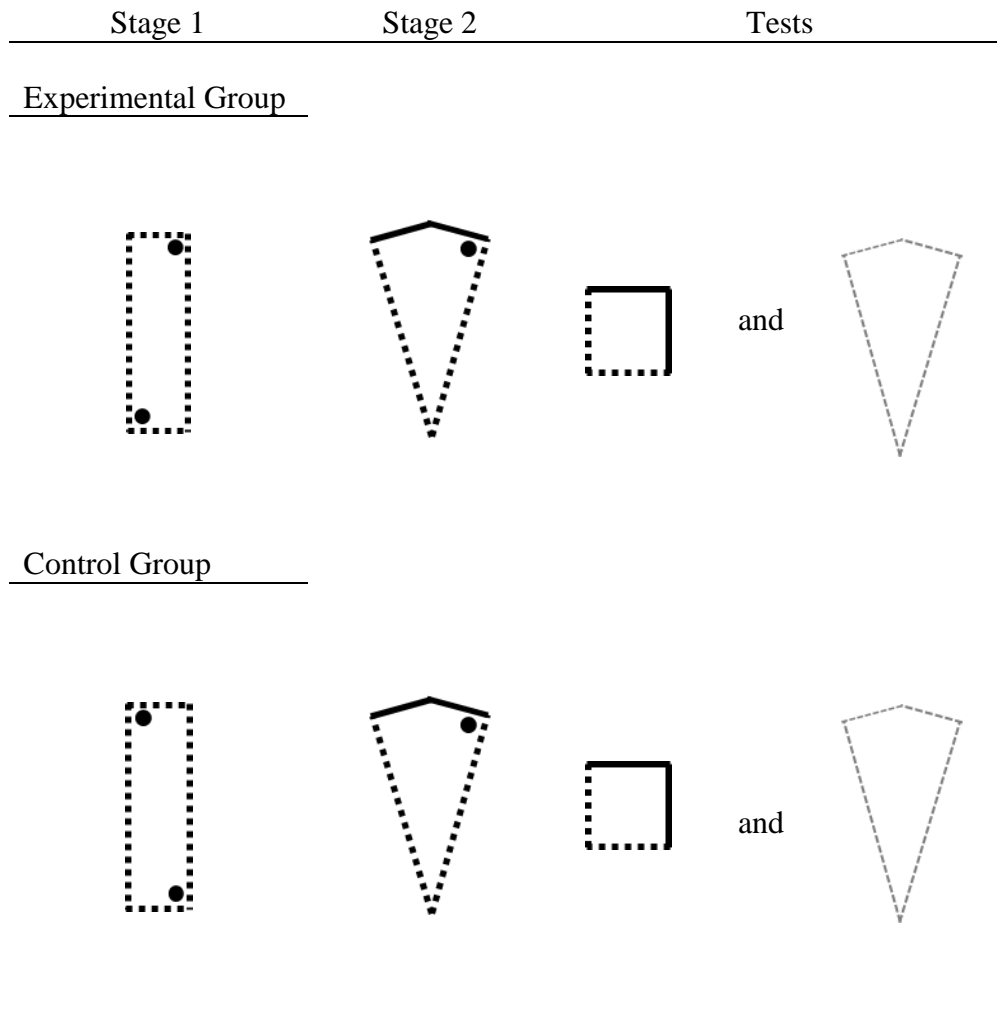 Stage 1 Stage 2 Tests
Experimental Group
and
Control Group
and